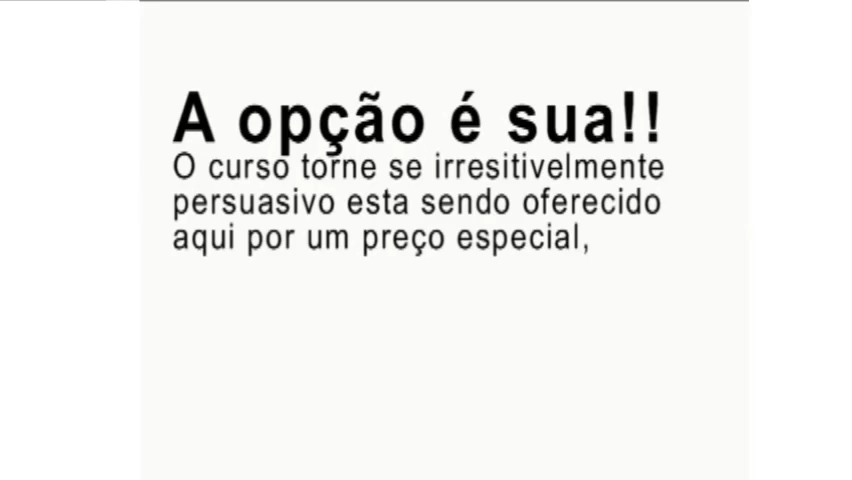 A opção é sua!!
O curso torne se irresitivelmente
persuasivo esta sendo oferecido
aqui por um preço especial,